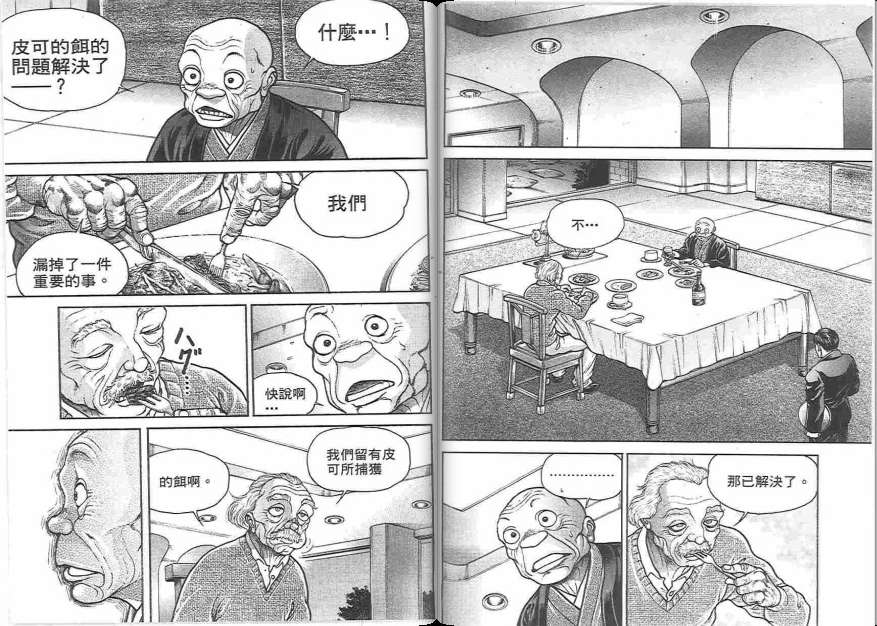 不…
那已解決了。
………………
什麼…！
皮可的餌的
問題解決了
——？
我們
漏掉了一件
重要的事。
快說啊
…
ハグ……
我們留有皮
可所捕獲
的餌啊。